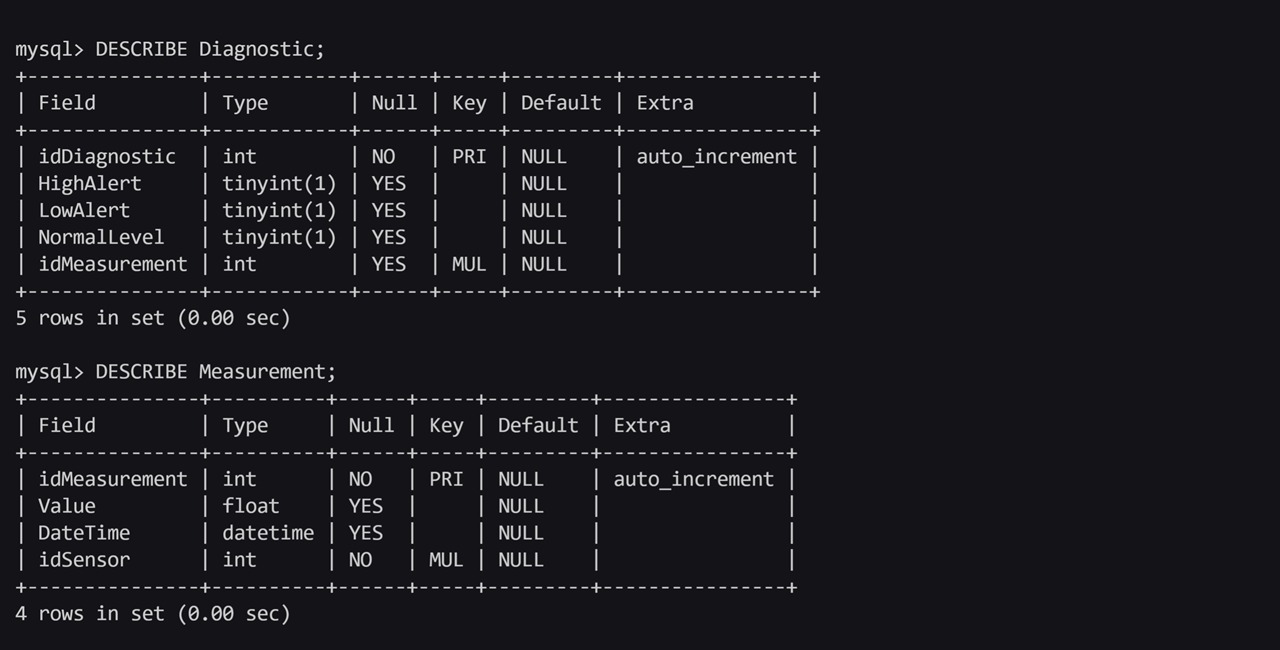 mysql> DESCRIBE Diagnostic;
+---------------+------------+------+-----+---------+----------------+
| Field         | Type       | Null | Key | Default | Extra          |
+---------------+------------+------+-----+---------+----------------+
| idDiagnostic  | int        | NO   | PRI | NULL    | auto_increment |
| HighAlert     | tinyint(1) | YES  |     | NULL    |                |
| LowAlert      | tinyint(1) | YES  |     | NULL    |                |
| NormalLevel   | tinyint(1) | YES  |     | NULL    |                |
| idMeasurement | int        | YES  | MUL | NULL    |                |
+---------------+------------+------+-----+---------+----------------+
5 rows in set (0.00 sec)
mysql> DESCRIBE Measurement;
+---------------+----------+------+-----+---------+----------------+
| Field         | Type     | Null | Key | Default | Extra          |
+---------------+----------+------+-----+---------+----------------+
| idMeasurement | int      | NO   | PRI | NULL    | auto_increment |
| Value         | float    | YES  |     | NULL    |                |
| DateTime      | datetime | YES  |     | NULL    |                |
| idSensor      | int      | NO   | MUL | NULL    |                |
+---------------+----------+------+-----+---------+----------------+
4 rows in set (0.00 sec)